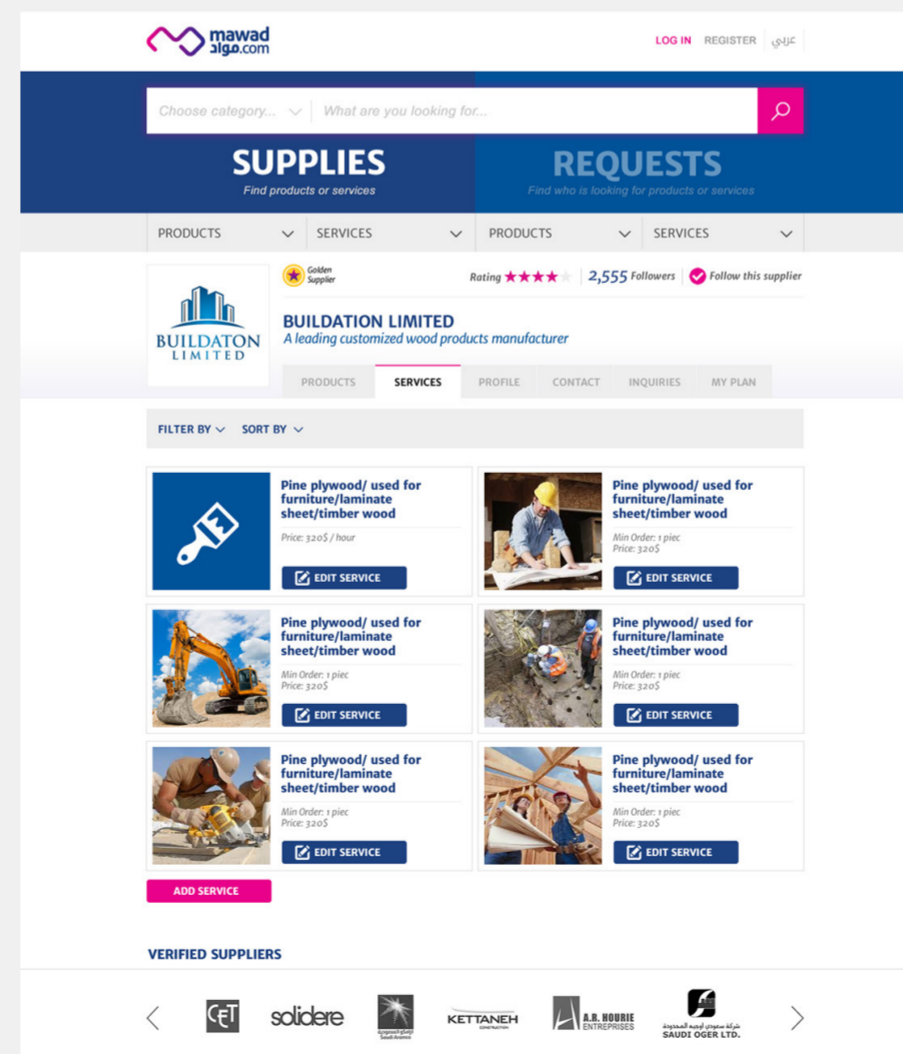 mawad
مواد.com
LOG IN REGISTER عربي
Choose category... What are you looking for...
SUPPLIES
Find products or services
REQUESTS
Find who is looking for products or services
PRODUCTS SERVICES PRODUCTS SERVICES
Golden
Supplier
Rating 2,555 Followers Follow this supplier
BUILDATON
LIMITED
BUILDATION LIMITED
A leading customized wood products manufacturer
PRODUCTS SERVICES PROFILE CONTACT INQUIRIES MY PLAN
FILTER BY SORT BY
Pine plywood/ used for
furniture/laminate
sheet/timber wood
Price: 320$ / hour
EDIT SERVICE
Pine plywood/ used for
furniture/laminate
sheet/timber wood
Min Order: 1 piec
Price: 320$
EDIT SERVICE
Pine plywood/ used for
furniture/laminate
sheet/timber wood
Min Order: 1 piec
Price: 320$
EDIT SERVICE
Pine plywood/ used for
furniture/laminate
sheet/timber wood
Min Order: 1 piec
Price: 320$
EDIT SERVICE
Pine plywood/ used for
furniture/laminate
sheet/timber wood
Min Order: 1 piec
Price: 320$
EDIT SERVICE
Pine plywood/ used for
furniture/laminate
sheet/timber wood
Min Order: 1 piec
Price: 320$
EDIT SERVICE
ADD SERVICE
VERIFIED SUPPLIERS
CET
solidere
أرامكو السعودية
Saudi Aramco
KETTANEH
CONSTRUCTION
A.R. HOURIE
ENTREPRISES
شركة سعودي أوجيه المحدودة
SAUDI OGER LTD.